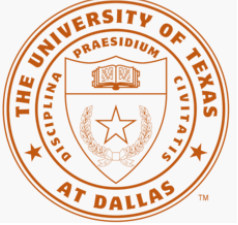 THE UNIVERSITY OF TEXAS
AT DALLAS
DISCIPLINA PRAESIDIUM CIVITATIS
TM